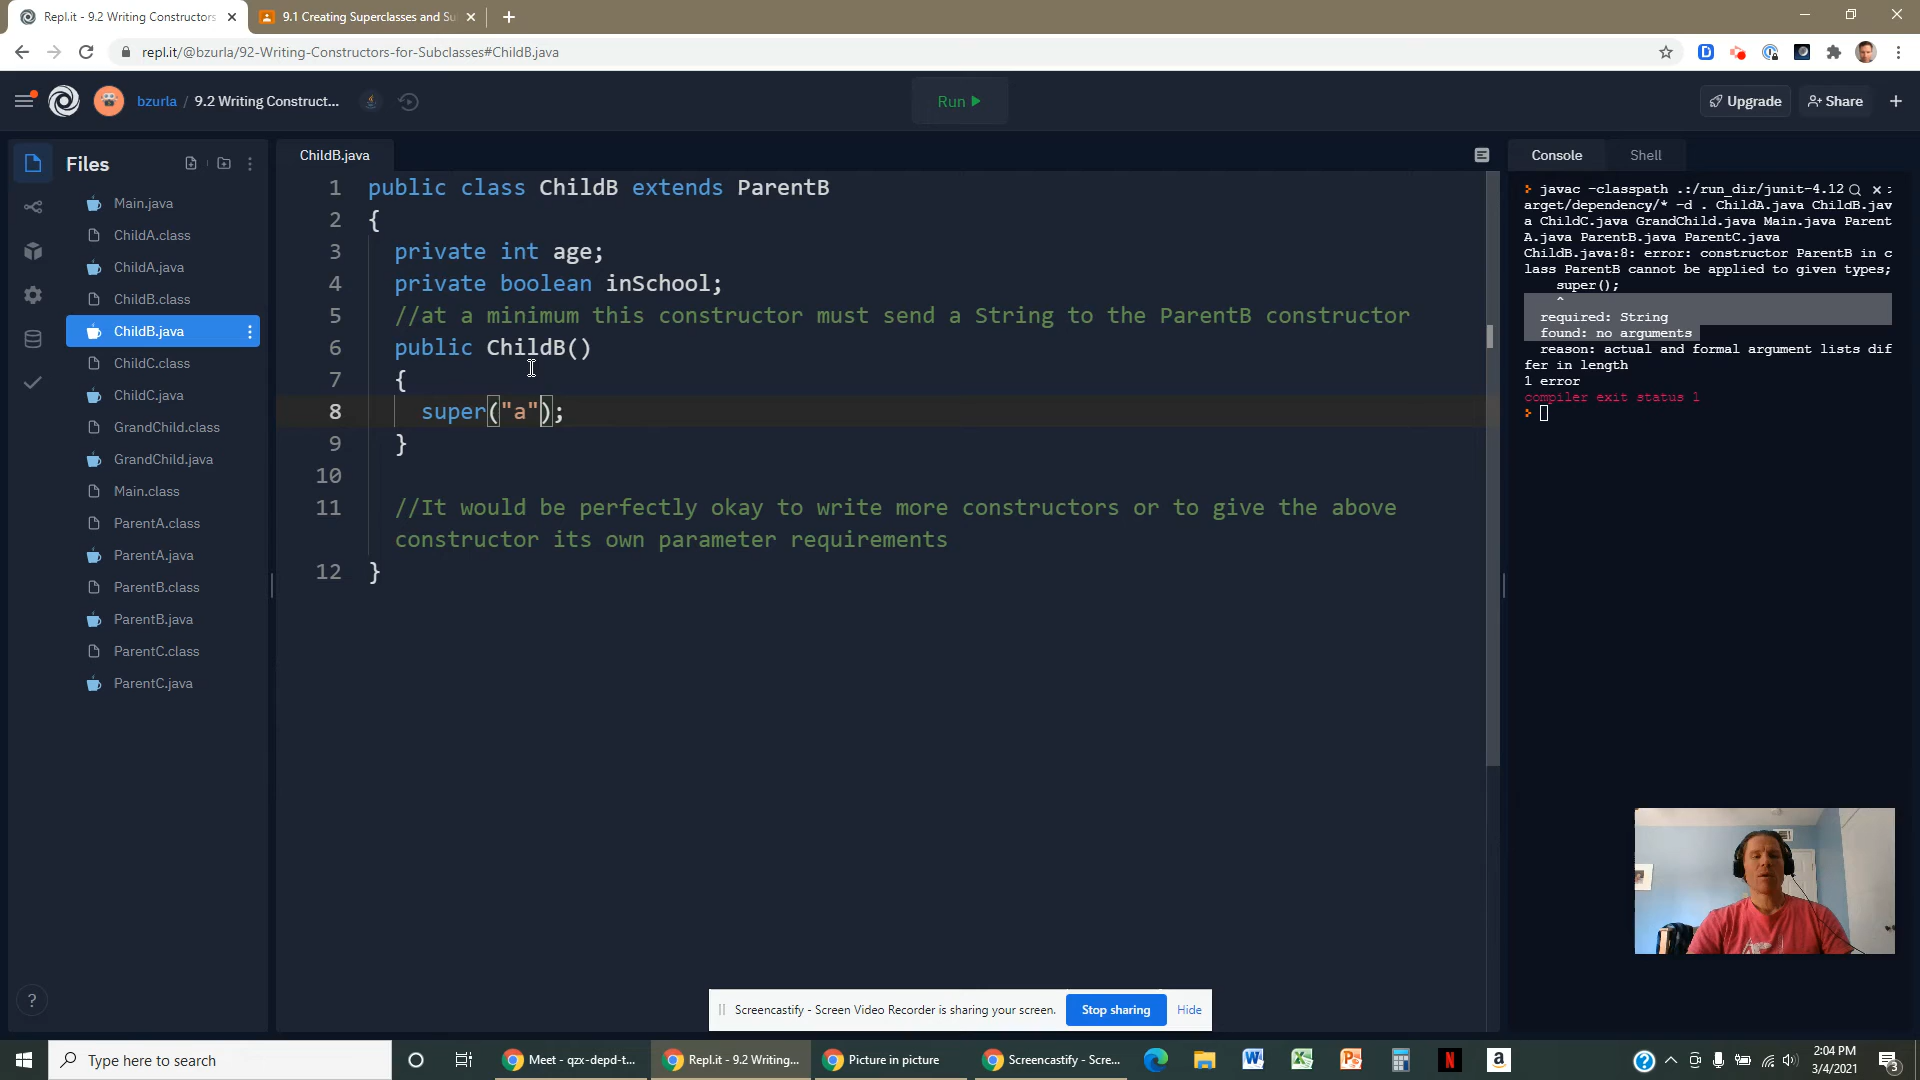 Repl.it - 9.2 Writing Constructors
9.1 Creating Superclasses and Su
repl.it/@bzurla/92-Writing-Constructors-for-Subclasses#ChildB.java
bzurla / 9.2 Writing Construct...
Run
Upgrade
Share
Files
Main.java
ChildA.class
ChildA.java
ChildB.class
ChildB.java
ChildC.class
ChildC.java
GrandChild.class
GrandChild.java
Main.class
ParentA.class
ParentA.java
ParentB.class
ParentB.java
ParentC.class
ParentC.java
?
ChildB.java
1 public class ChildB extends ParentB
2 {
3 private int age;
4 private boolean inSchool;
5 //at a minimum this constructor must send a String to the ParentB constructor
6 public ChildB()
7 {
8 super("a");
9 }
10
11 //It would be perfectly okay to write more constructors or to give the above
constructor its own parameter requirements
12 }
Console
Shell
javac -classpath .:/run_dir/junit-4.12
arget/dependency/* -d . ChildA.java ChildB.jav
a ChildC.java GrandChild.java Main.java Parent
A.java ParentB.java ParentC.java
ChildB.java:8: error: constructor ParentB in c
lass ParentB cannot be applied to given types;
super();
^
required: String
found: no arguments
reason: actual and formal argument lists dif
fer in length
1 error
compiler exit status 1
Screencastify - Screen Video Recorder is sharing your screen.
Stop sharing
Hide
Type here to search
Meet - qzx-depd-t...
Repl.it - 9.2 Writing...
Picture in picture
Screencastify - Scre...
2:04 PM
3/4/2021
3